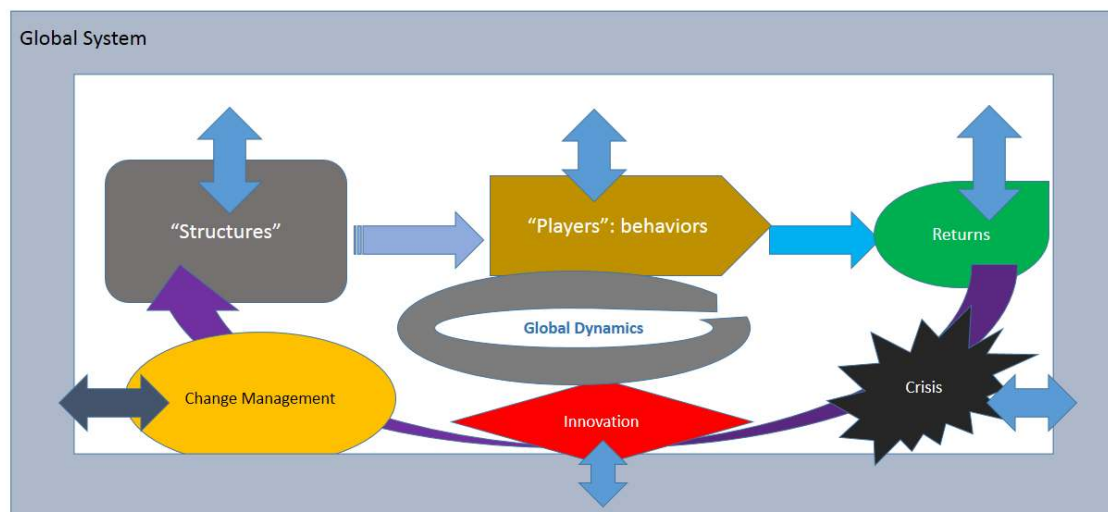 Global System
“Structures”
“Players”: behaviors
Returns
Global Dynamics
Crisis
Change Management
Innovation